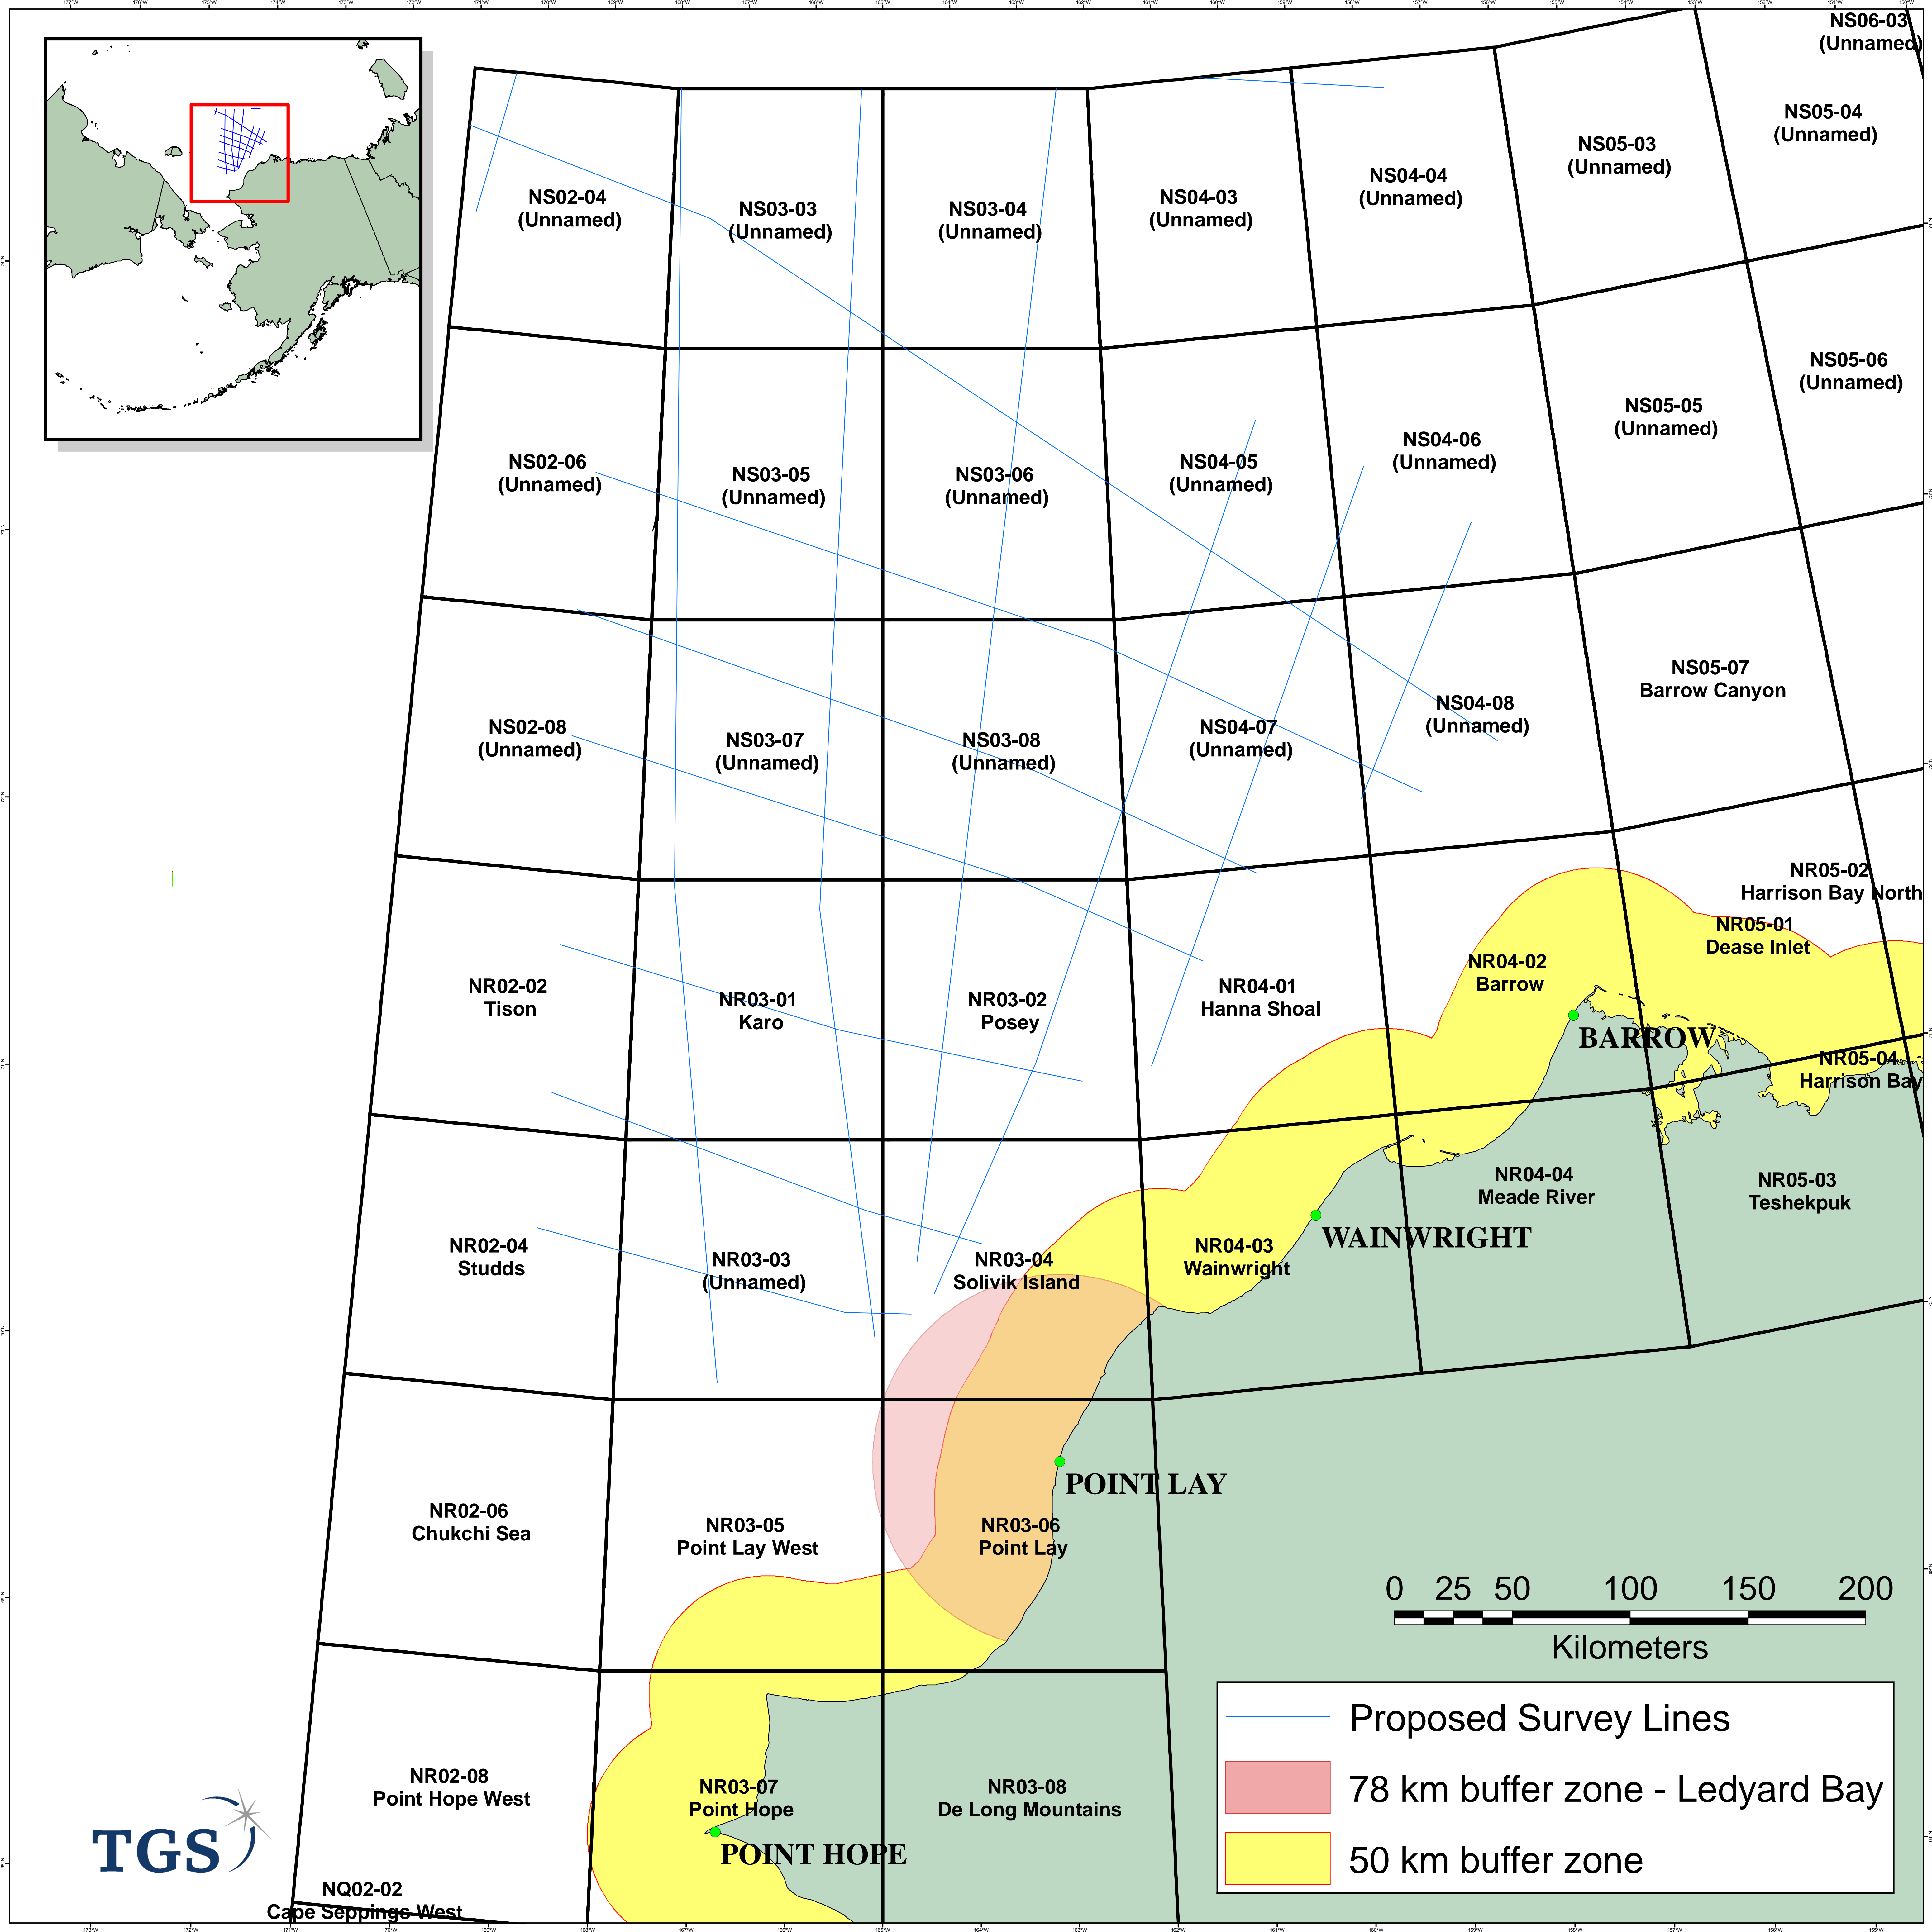 NS06-03
(Unnamed)
NS05-04
(Unnamed)
NS05-03
(Unnamed)
NS04-04
(Unnamed)
NS02-04
(Unnamed)
NS03-03
(Unnamed)
NS03-04
(Unnamed)
NS04-03
(Unnamed)
NS05-06
(Unnamed)
NS05-05
(Unnamed)
NS04-06
(Unnamed)
NS02-06
(Unnamed)
NS03-05
(Unnamed)
NS03-06
(Unnamed)
NS04-05
(Unnamed)
NS05-07
Barrow Canyon
NS04-08
(Unnamed)
NS02-08
(Unnamed)
NS03-07
(Unnamed)
NS03-08
(Unnamed)
NS04-07
(Unnamed)
NR05-02
Harrison Bay North
NR05-01
Dease Inlet
NR04-02
Barrow
NR02-02
Tison
NR03-01
Karo
NR03-02
Posey
NR04-01
Hanna Shoal
BARROW
NR05-04
Harrison Bay
NR04-04
Meade River
NR05-03
Teshekpuk
WAINWRIGHT
NR02-04
Studds
NR03-03
(Unnamed)
NR03-04
Solivik Island
NR04-03
Wainwright
POINT LAY
NR02-06
Chukchi Sea
NR03-05
Point Lay West
NR03-06
Point Lay
0 25 50 100 150 200
Kilometers
Proposed Survey Lines
78 km buffer zone - Ledyard Bay
50 km buffer zone
NR02-08
Point Hope West
NR03-07
Point Hope
NR03-08
De Long Mountains
POINT HOPE
TGS
NQ02-02
Cape Seppings West